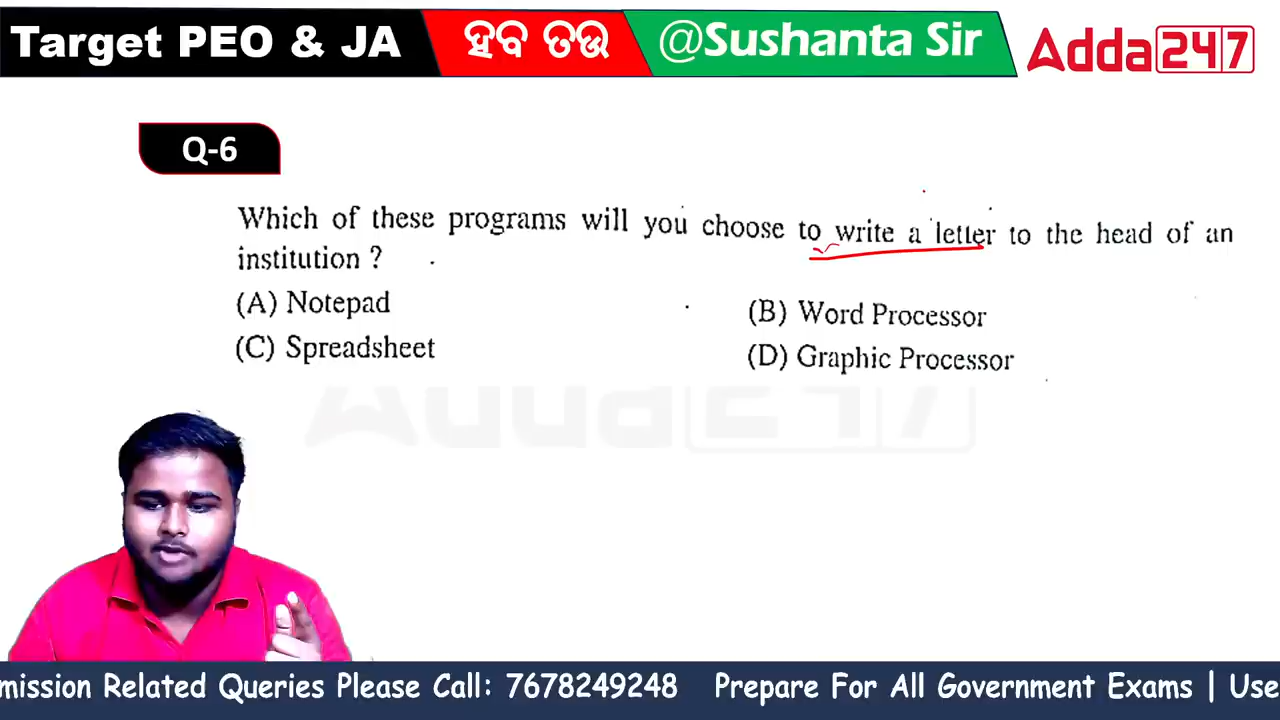 Target PEO & JA ହବ ତଉ @Sushanta Sir Adda247
Q-6
Which of these programs will you choose to write a letter to the head of an
institution ?
(A) Notepad (B) Word Processor
(C) Spreadsheet (D) Graphic Processor
Adda247
mission Related Queries Please Call: 7678249248 Prepare For All Government Exams | Use